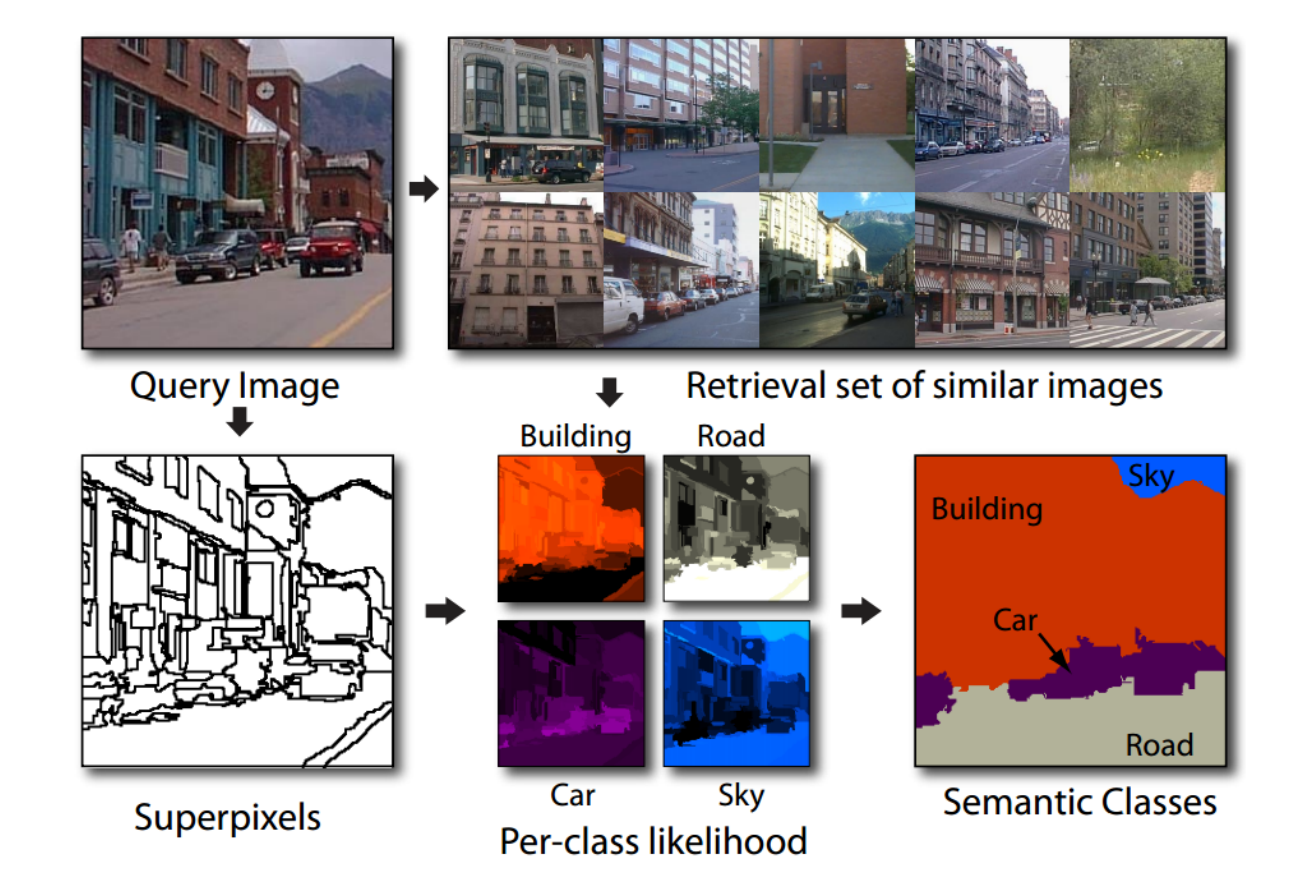 Query Image
Retrieval set of similar images
Building
Road
Car
Sky
Superpixels
Per-class likelihood
Sky
Building
Car
Road
Semantic Classes